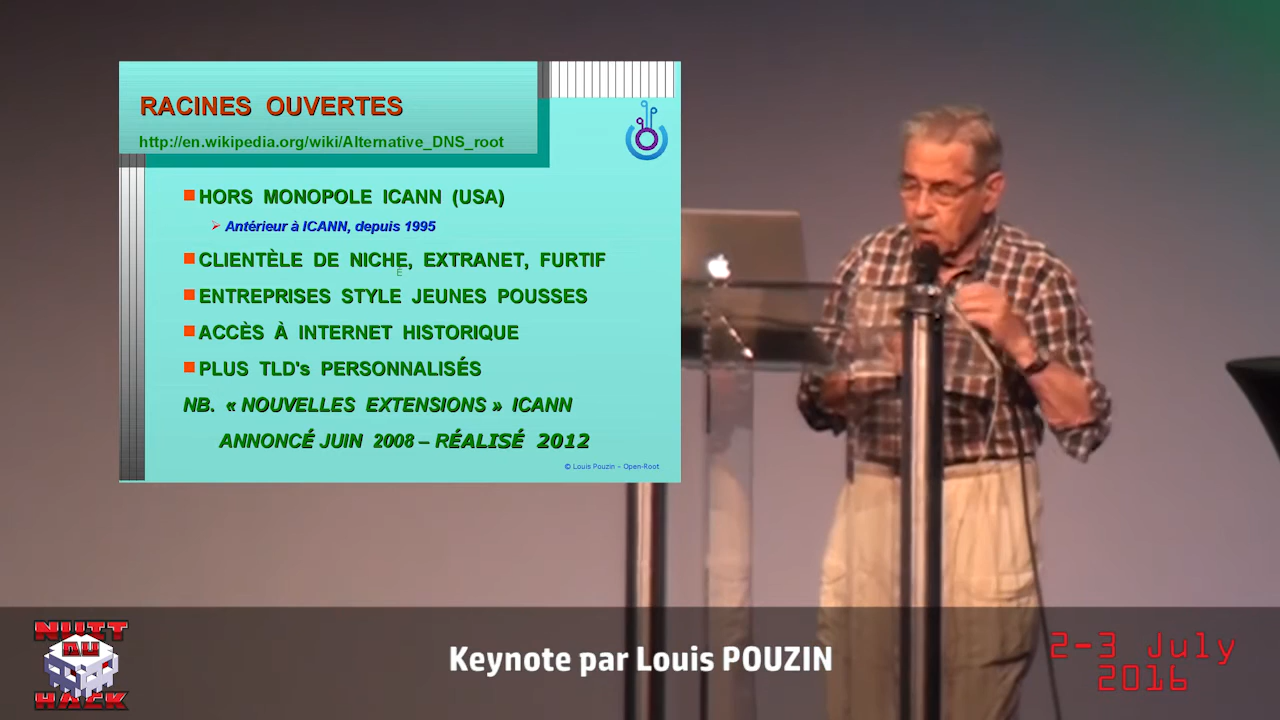 RACINES OUVERTES
http://en.wikipedia.org/wiki/Alternative_DNS_root
HORS MONOPOLE ICANN (USA)
Antérieur à ICANN, depuis 1995
CLIENTÈLE DE NICHE, EXTRANET, FURTIF
É
ENTREPRISES STYLE JEUNES POUSSES
ACCÈS À INTERNET HISTORIQUE
PLUS TLD's PERSONNALISÉS
NB. « NOUVELLES EXTENSIONS » ICANN
ANNONCÉ JUIN 2008 – RÉALISÉ 2012
© Louis Pouzin - Open-Root
NUIT
AU
HACK
Keynote par Louis POUZIN
2-3 July
2016